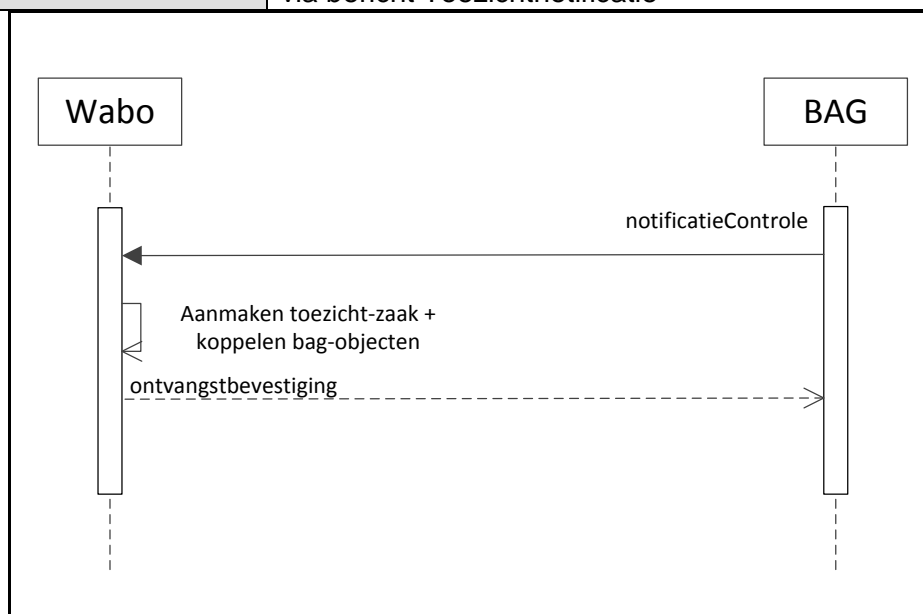 via bericht Toezichtnotificatie
Wabo
BAG
notificatieControle
Aanmaken toezicht-zaak +
koppelen bag-objecten
ontvangstbevestiging